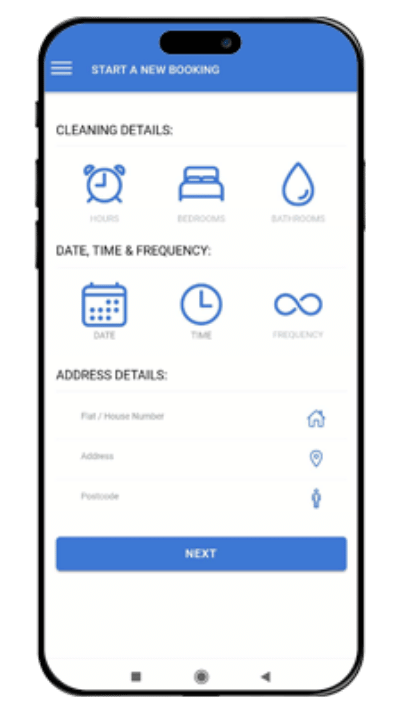 START A NEW BOOKING
CLEANING DETAILS:
HOURS BEDROOMS BATHROOMS
DATE, TIME & FREQUENCY:
DATE TIME FREQUENCY
ADDRESS DETAILS:
Flat / House Number
Address
Postcode
NEXT